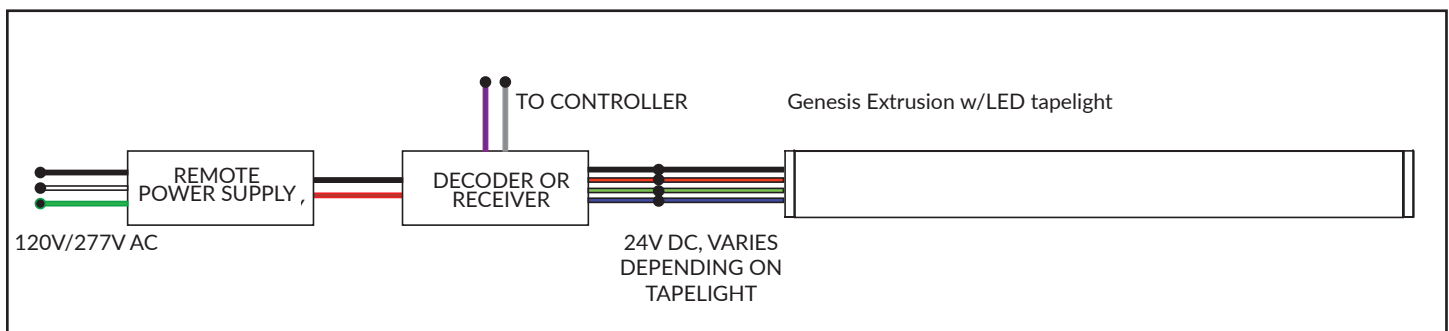 TO CONTROLLER
Genesis Extrusion w/LED tapelight
REMOTE
POWER SUPPLY ,
DECODER OR
RECEIVER
120V/277V AC
24V DC, VARIES
DEPENDING ON
TAPELIGHT